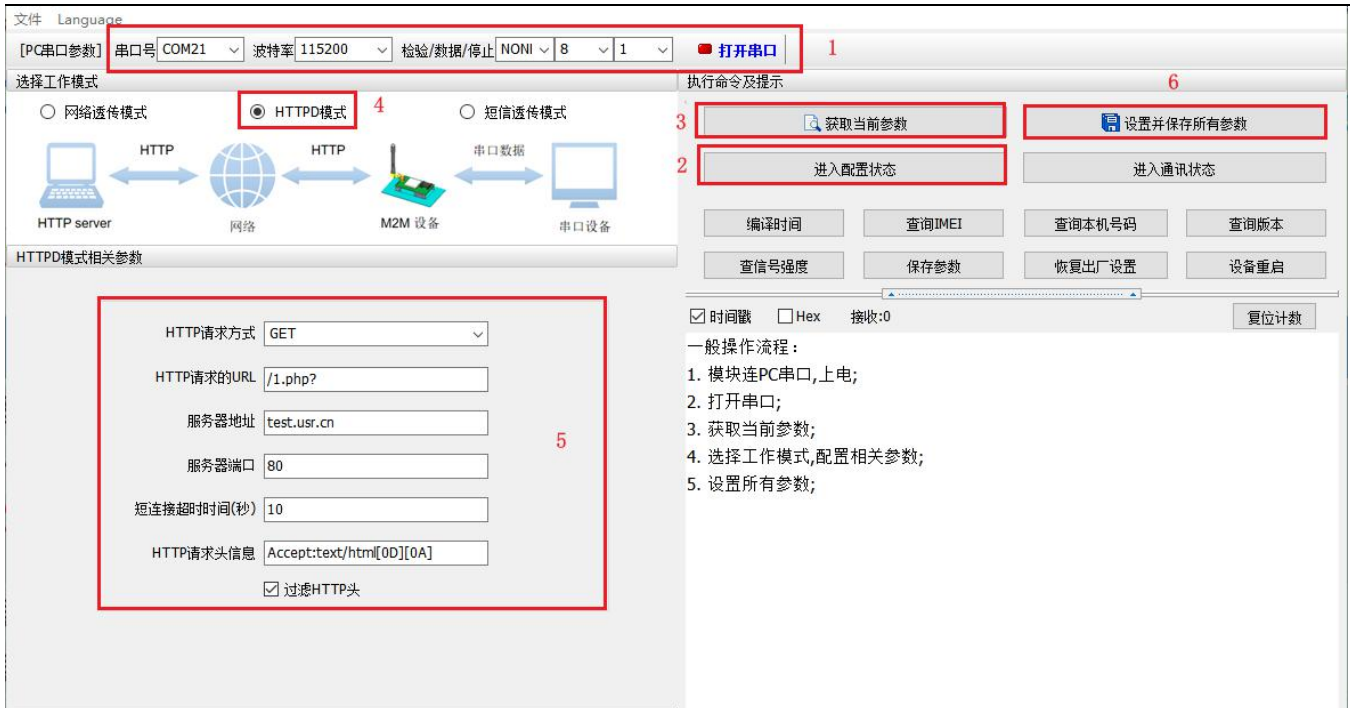 文件 Language
[PC串口参数] 串口号 COM21 波特率 115200 检验/数据/停止 NONI 8 1 打开串口 1
选择工作模式
网络透传模式 HTTPD模式 4 短信透传模式
HTTP HTTP 串口数据
HTTP server 网络 M2M 设备 串口设备
HTTPD模式相关参数
HTTP请求方式 GET
HTTP请求的URL /1.php?
服务器地址 test.usr.cn
5
服务器端口 80
短连接超时时间(秒) 10
HTTP请求头信息 Accept:text/html[0D][0A]
过滤HTTP头
执行命令及提示 6
3 获取当前参数 设置并保存所有参数
2 进入配置状态 进入通讯状态
编译时间 查询IMEI 查询本机号码 查询版本
查信号强度 保存参数 恢复出厂设置 设备重启
时间戳 Hex 接收:0 复位计数
一般操作流程：
1. 模块连PC串口,上电;
2. 打开串口;
3. 获取当前参数;
4. 选择工作模式,配置相关参数;
5. 设置所有参数;